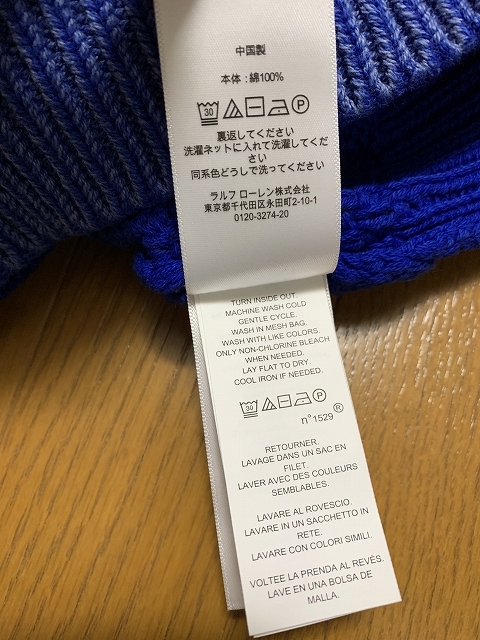 中国製
本体：綿100%
30
P
裏返してください
洗濯ネットに入れて洗濯してくだ
さい
同系色どうしで洗ってください
ラルフ ローレン株式会社
東京都千代田区永田町2-10-1
0120-3274-20
TURN INSIDE OUT.
MACHINE WASH COLD
GENTLE CYCLE.
WASH IN MESH BAG.
WASH WITH LIKE COLORS.
ONLY NON-CHLORINE BLEACH
WHEN NEEDED.
LAY FLAT TO DRY.
COOL IRON IF NEEDED.
30
P
n°1529 ®
RETOURNER.
LAVAGE DANS UN SAC EN
FILET.
LAVER AVEC DES COULEURS
SEMBLABLES.
LAVARE AL ROVESCIO.
LAVARE IN UN SACCHETTO IN
RETE.
LAVARE CON COLORI SIMILI.
VOLTEE LA PRENDA AL REVÉS.
LAVE EN UNA BOLSA DE
MALLA.